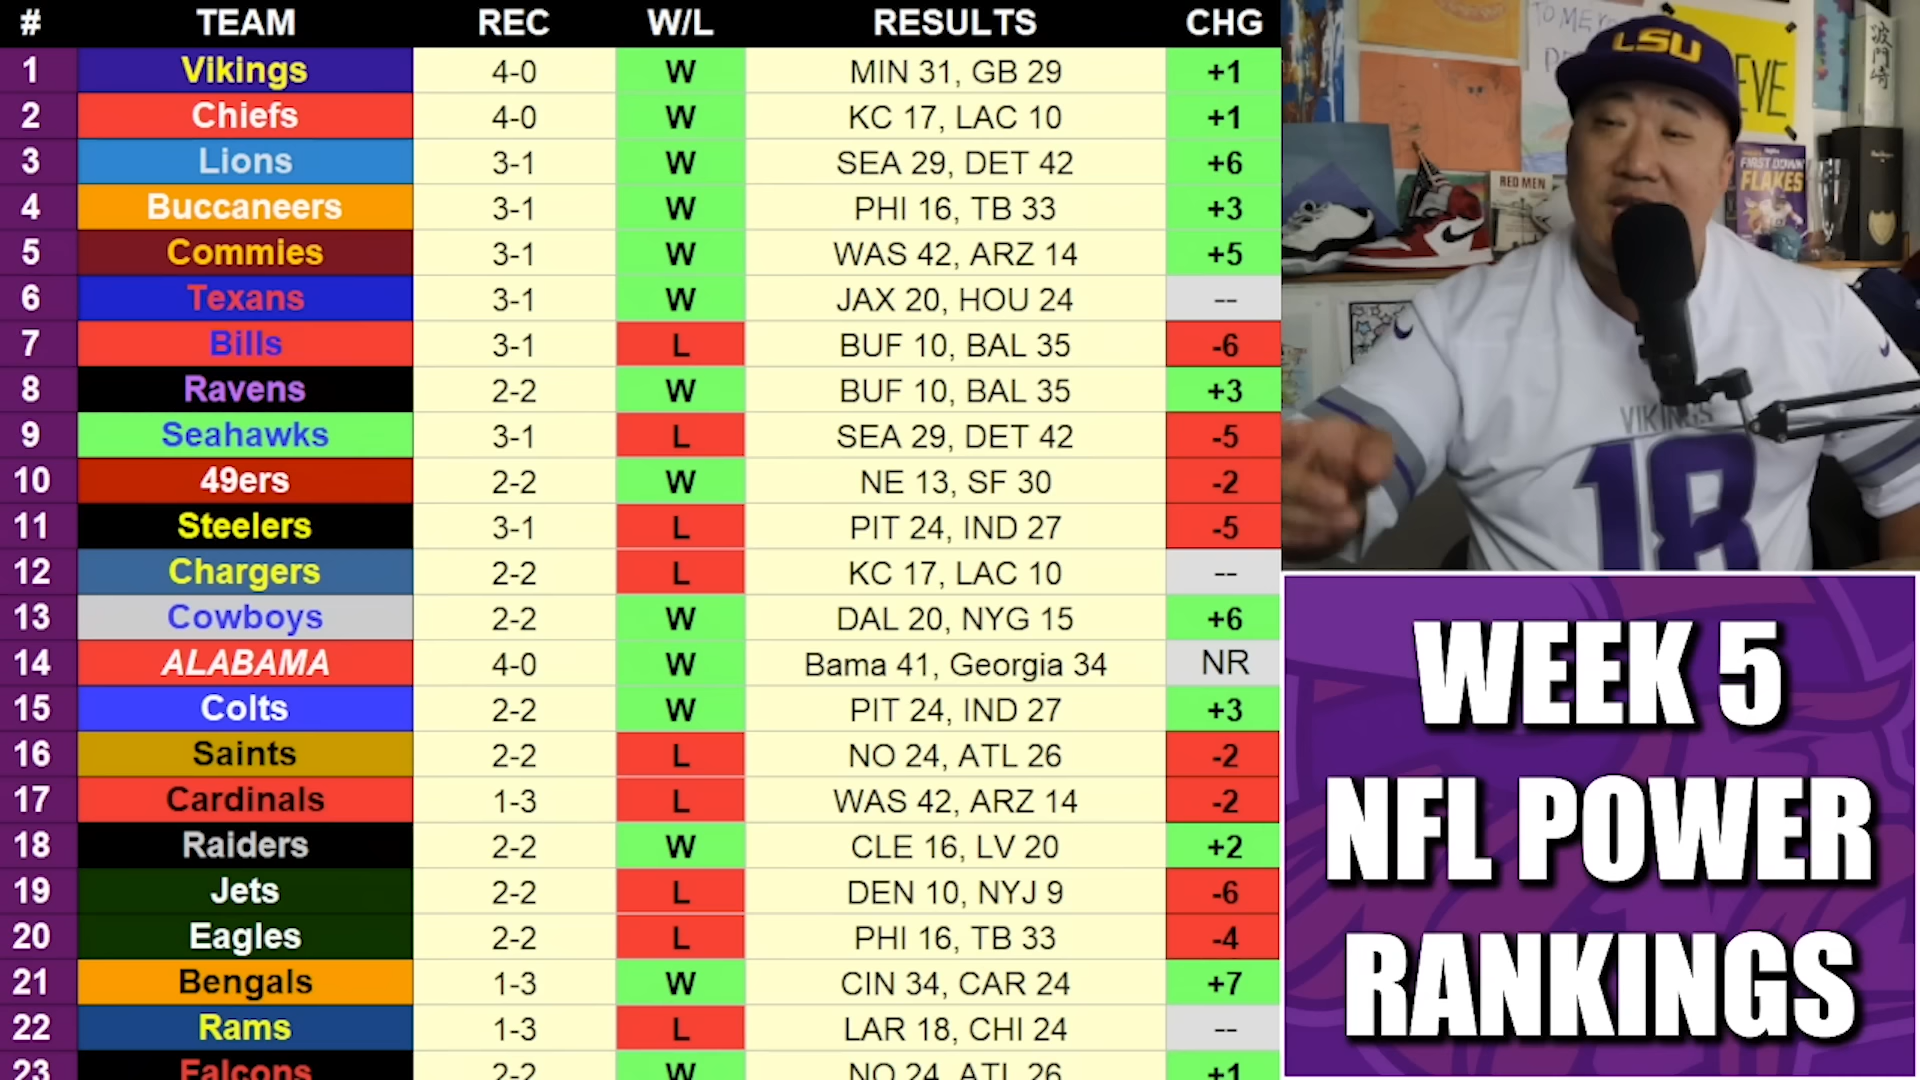 # TEAM REC W/L RESULTS CHG
1 Vikings 4-0 W MIN 31, GB 29 +1
2 Chiefs 4-0 W KC 17, LAC 10 +1
3 Lions 3-1 W SEA 29, DET 42 +6
4 Buccaneers 3-1 W PHI 16, TB 33 +3
5 Commies 3-1 W WAS 42, ARZ 14 +5
6 Texans 3-1 W JAX 20, HOU 24 --
7 Bills 3-1 L BUF 10, BAL 35 -6
8 Ravens 2-2 W BUF 10, BAL 35 +3
9 Seahawks 3-1 L SEA 29, DET 42 -5
10 49ers 2-2 W NE 13, SF 30 -2
11 Steelers 3-1 L PIT 24, IND 27 -5
12 Chargers 2-2 L KC 17, LAC 10 --
13 Cowboys 2-2 W DAL 20, NYG 15 +6
14 ALABAMA 4-0 W Bama 41, Georgia 34 NR
15 Colts 2-2 W PIT 24, IND 27 +3
16 Saints 2-2 L NO 24, ATL 26 -2
17 Cardinals 1-3 L WAS 42, ARZ 14 -2
18 Raiders 2-2 W CLE 16, LV 20 +2
19 Jets 2-2 L DEN 10, NYJ 9 -6
20 Eagles 2-2 L PHI 16, TB 33 -4
21 Bengals 1-3 W CIN 34, CAR 24 +7
22 Rams 1-3 L LAR 18, CHI 24 --
23 Falcons 2-2 W NO 24, ATL 26 +1
TO ME
LSU
EVE
波門崎
RED MEN
FIRST DOWN
FLAKES
VIKINGS
18
WEEK 5
NFL POWER
RANKINGS